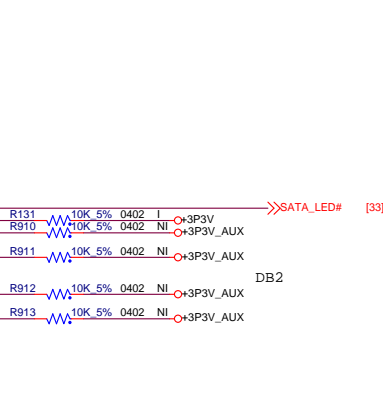 SATA_LED# [33]
R131 10K_5% 0402 I +3P3V
R910 10K_5% 0402 NI +3P3V_AUX
R911 10K_5% 0402 NI +3P3V_AUX
DB2
R912 10K_5% 0402 NI +3P3V_AUX
R913 10K_5% 0402 NI +3P3V_AUX